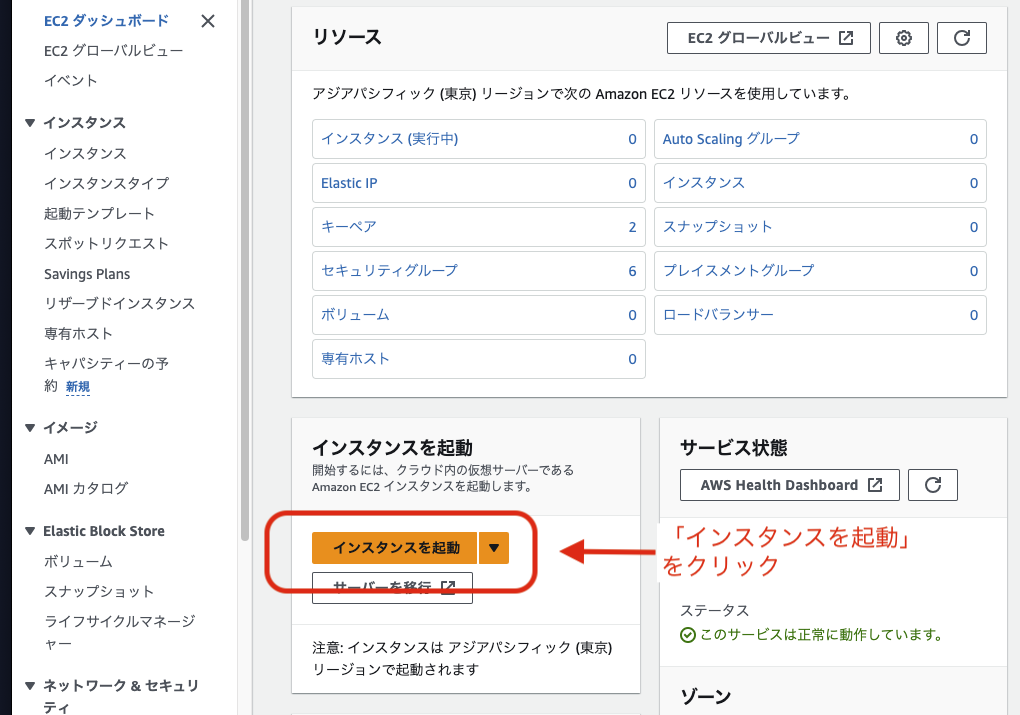 EC2 ダッシュボード
EC2 グローバルビュー
イベント
インスタンス
インスタンス
インスタンスタイプ
起動テンプレート
スポットリクエスト
Savings Plans
リザーブドインスタンス
専有ホスト
キャパシティーの予
約 新規
イメージ
AMI
AMI カタログ
Elastic Block Store
ボリューム
スナップショット
ライフサイクルマネージ
ャー
ネットワーク & セキュリ
ティ
リソース
EC2 グローバルビュー
アジアパシフィック (東京) リージョンで次の Amazon EC2 リソースを使用しています。
インスタンス (実行中) 0
Auto Scaling グループ 0
Elastic IP 0
インスタンス 0
キーペア 2
スナップショット 0
セキュリティグループ 6
プレイスメントグループ 0
ボリューム 0
ロードバランサー 0
専有ホスト 0
インスタンスを起動
開始するには、クラウド内の仮想サーバーである
Amazon EC2 インスタンスを起動します。
インスタンスを起動
サーバーを移行
注意: インスタンスは アジアパシフィック (東京)
リージョンで起動されます
サービス状態
AWS Health Dashboard
「インスタンスを起動」
をクリック
ステータス
このサービスは正常に動作しています。
ゾーン